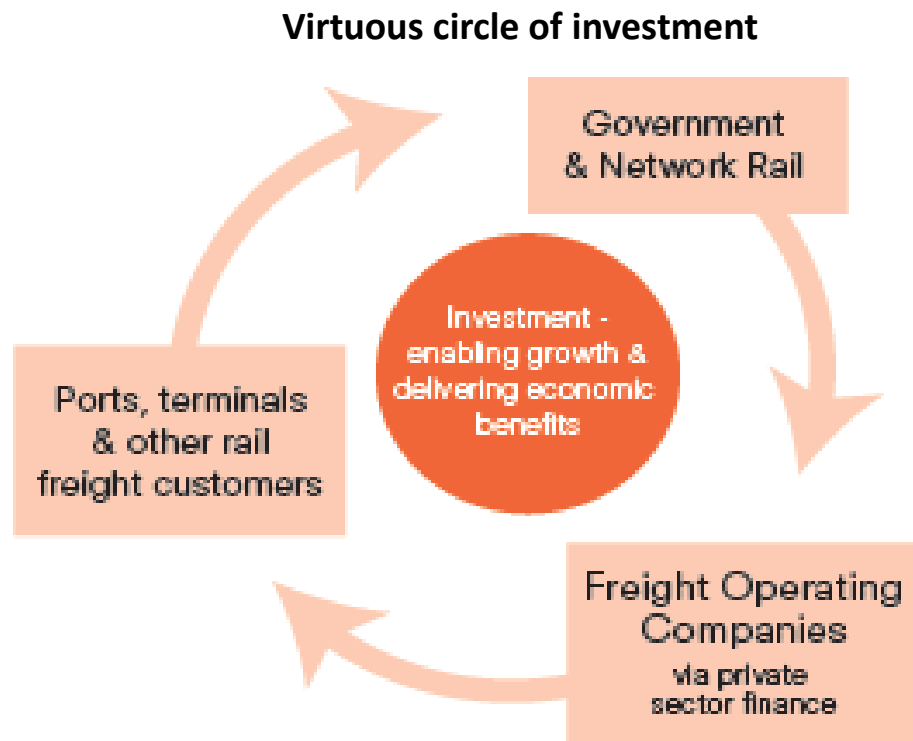 Virtuous circle of investment
Government
& Network Rail
Investment -
enabling growth &
delivering economic
benefits
Ports, terminals
& other rail
freight customers
Freight Operating
Companies
via private
sector finance